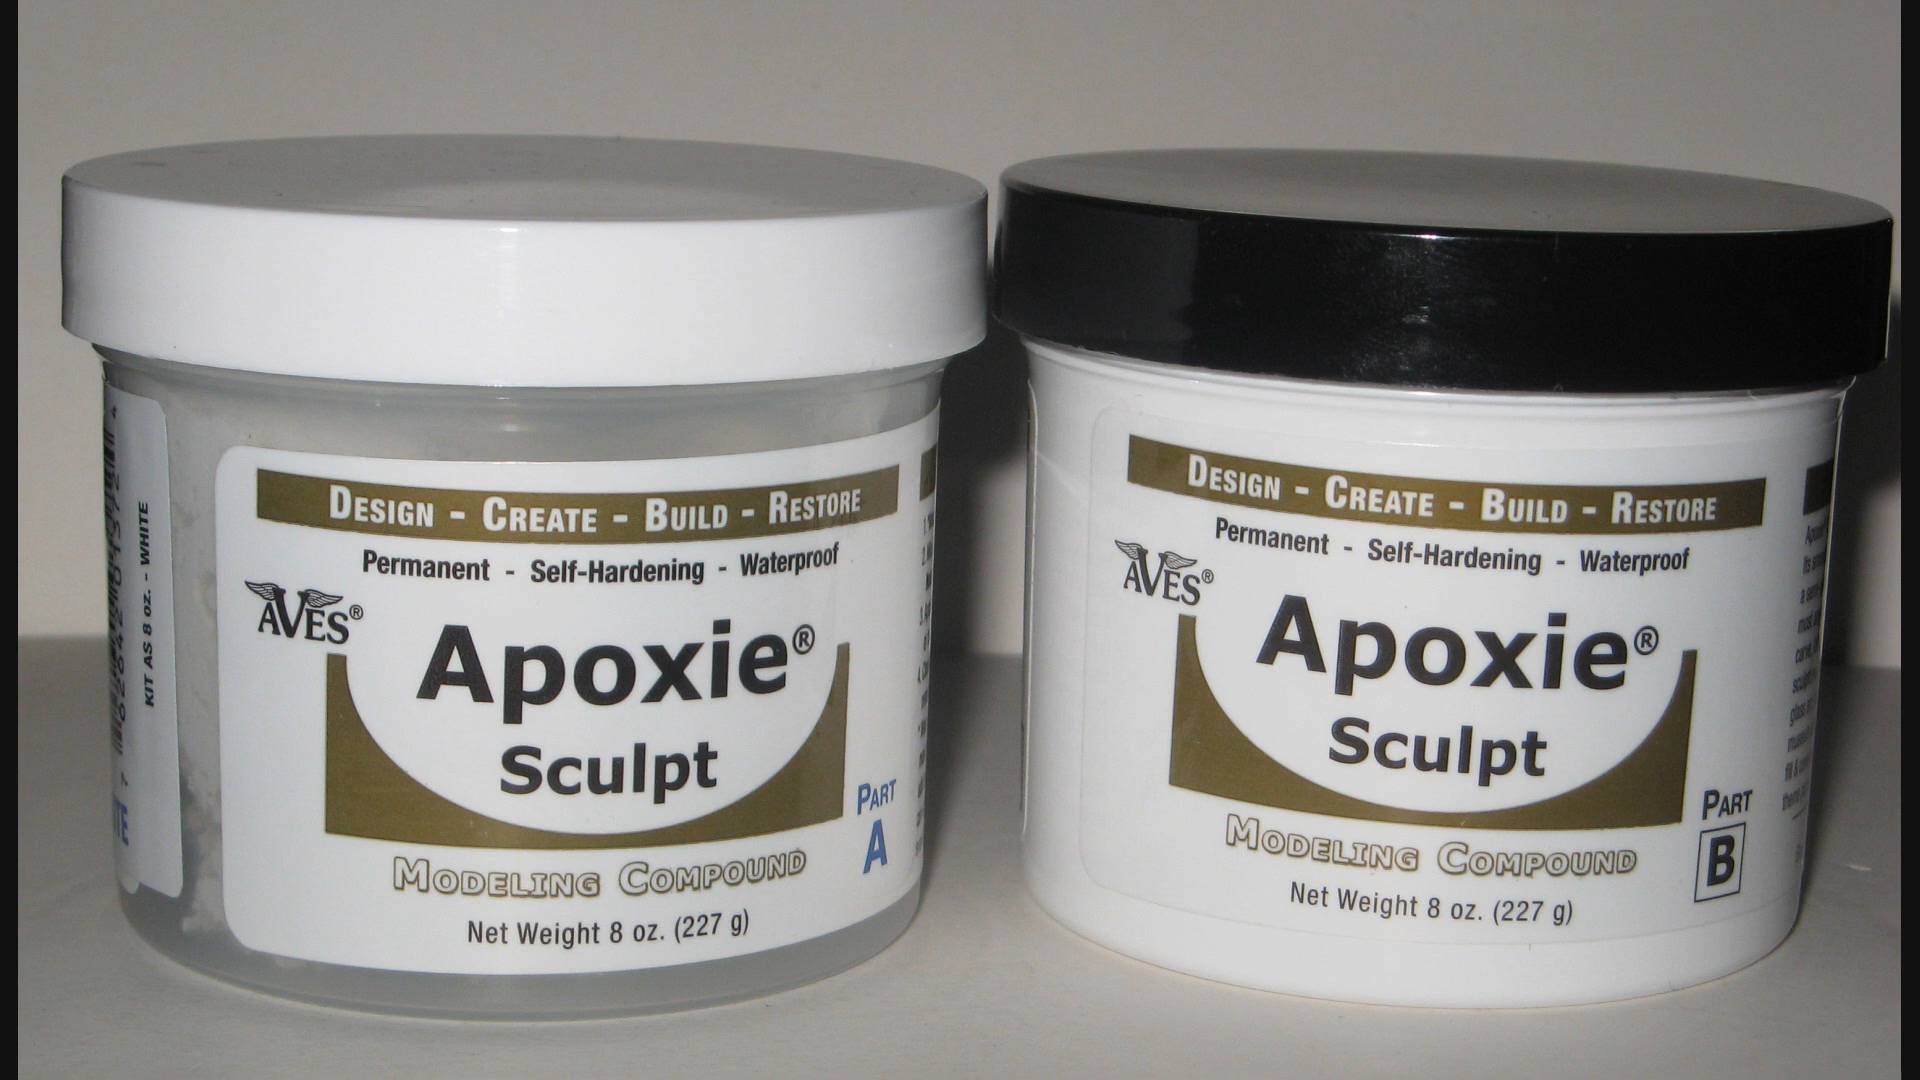 KIT AS 8 oz. - WHITE
DESIGN - CREATE - BUILD - RESTORE
Permanent - Self-Hardening - Waterproof
AVES®
Apoxie®
Sculpt
PART
A
MODELING COMPOUND
Net Weight 8 oz. (227 g)
DESIGN - CREATE - BUILD - RESTORE
Permanent - Self-Hardening - Waterproof
AVES®
Apoxie®
Sculpt
PART
B
MODELING COMPOUND
Net Weight 8 oz. (227 g)